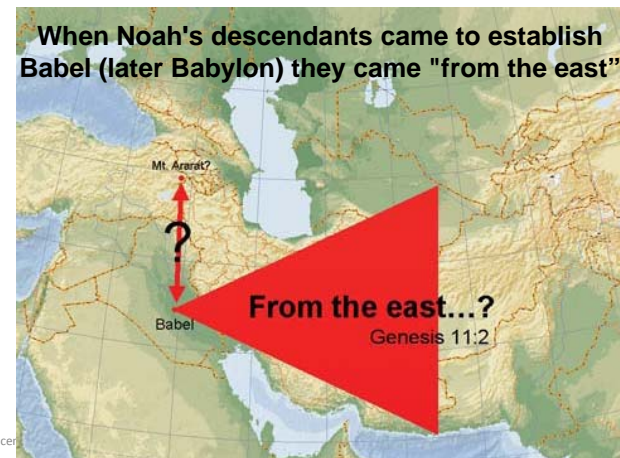 When Noah's descendants came to establish
Babel (later Babylon) they came "from the east”
Mt. Ararat?
?
Babel
From the east...?
Genesis 11:2